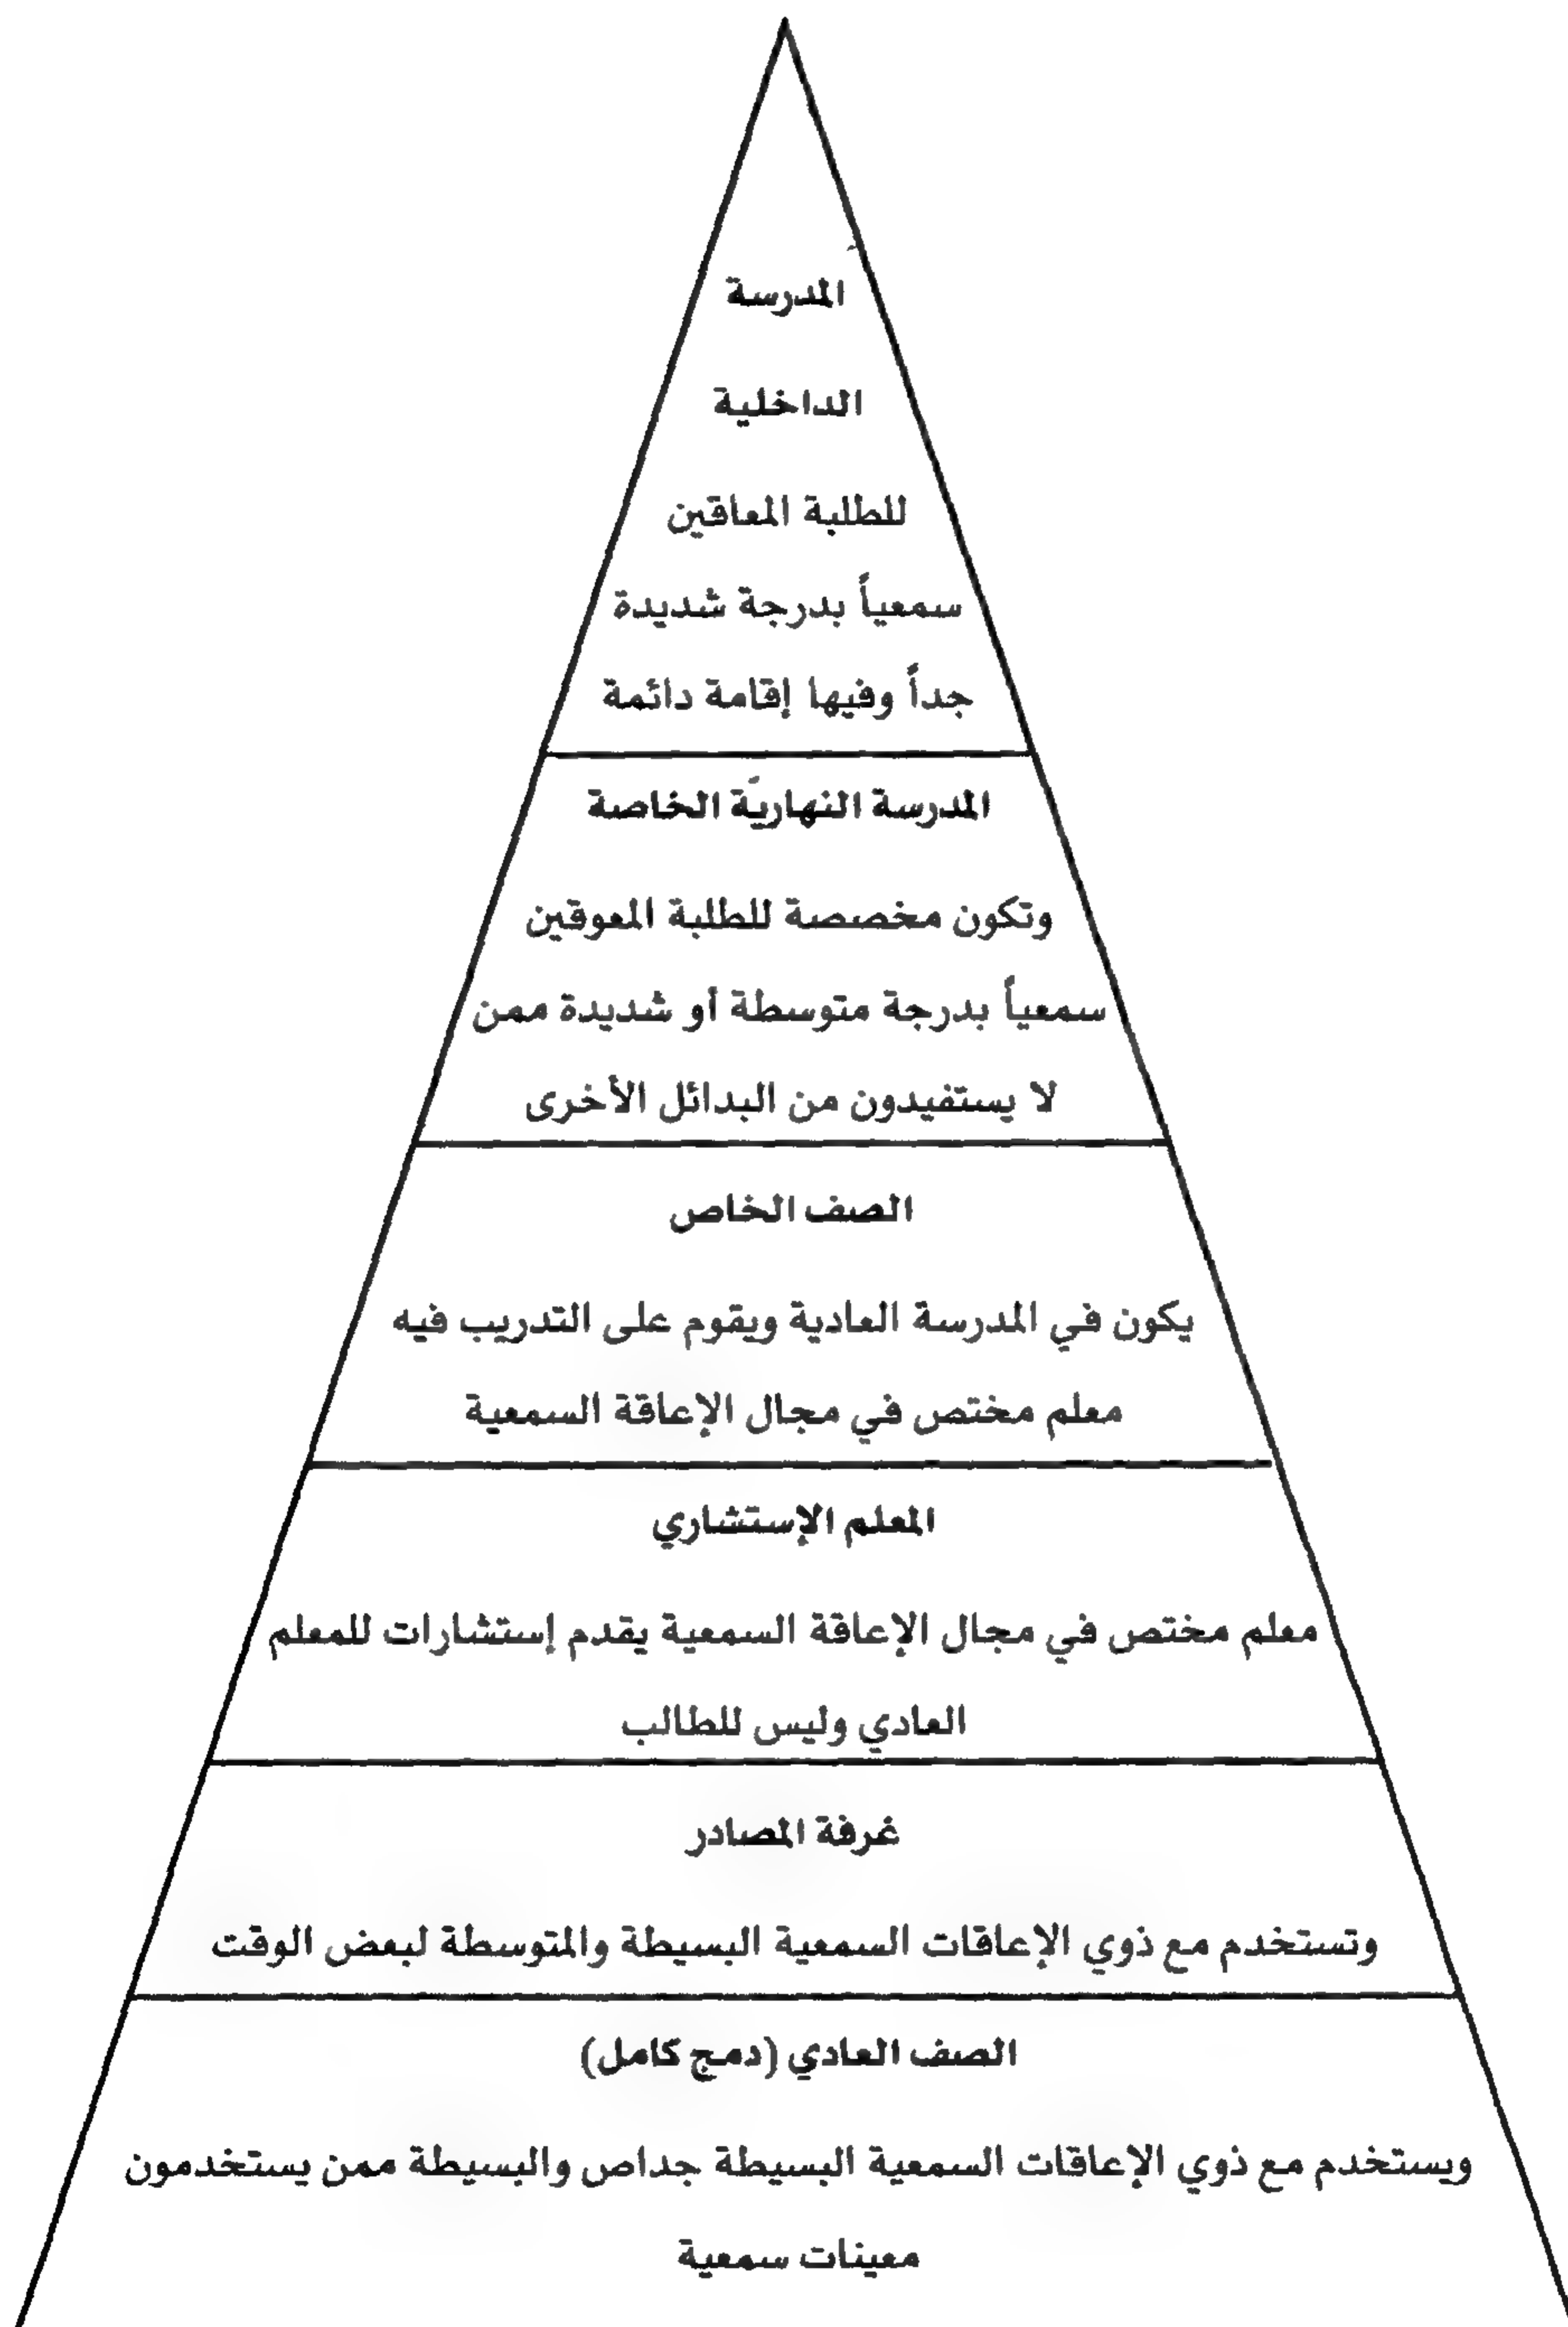 المدرسة
الداخلية
للطلبة المعاقين
سمعياً بدرجة شديدة
جداً وفيها إقامة دائمة
المدرسة النهاريَة الخاصة
وتكون مخصصة للطلبة المعوقين
سمعياً بدرجة متوسطة أو شديدة ممن
لا يستفيدون من البدائل الأخرى
الصف الخاص
يكون في المدرسة العادية ويقوم على التدريب فيه
معلم مختص في مجال الإعاقة السمعية
المعلم الإستشاري
معلم مختص في مجال الإعاقة السمعية يقدم إستشارات للمعلم
العادي وليس للطالب
غرفة المصادر
وتستخدم مع ذوي الإعاقات السمعية البسيطة والمتوسطة لبعض الوقت
الصف العادي (دمج كامل)
ويستخدم مع ذوي الإعاقات السمعية البسيطة جداص والبسيطة ممن يستخدمون
معينات سمعية